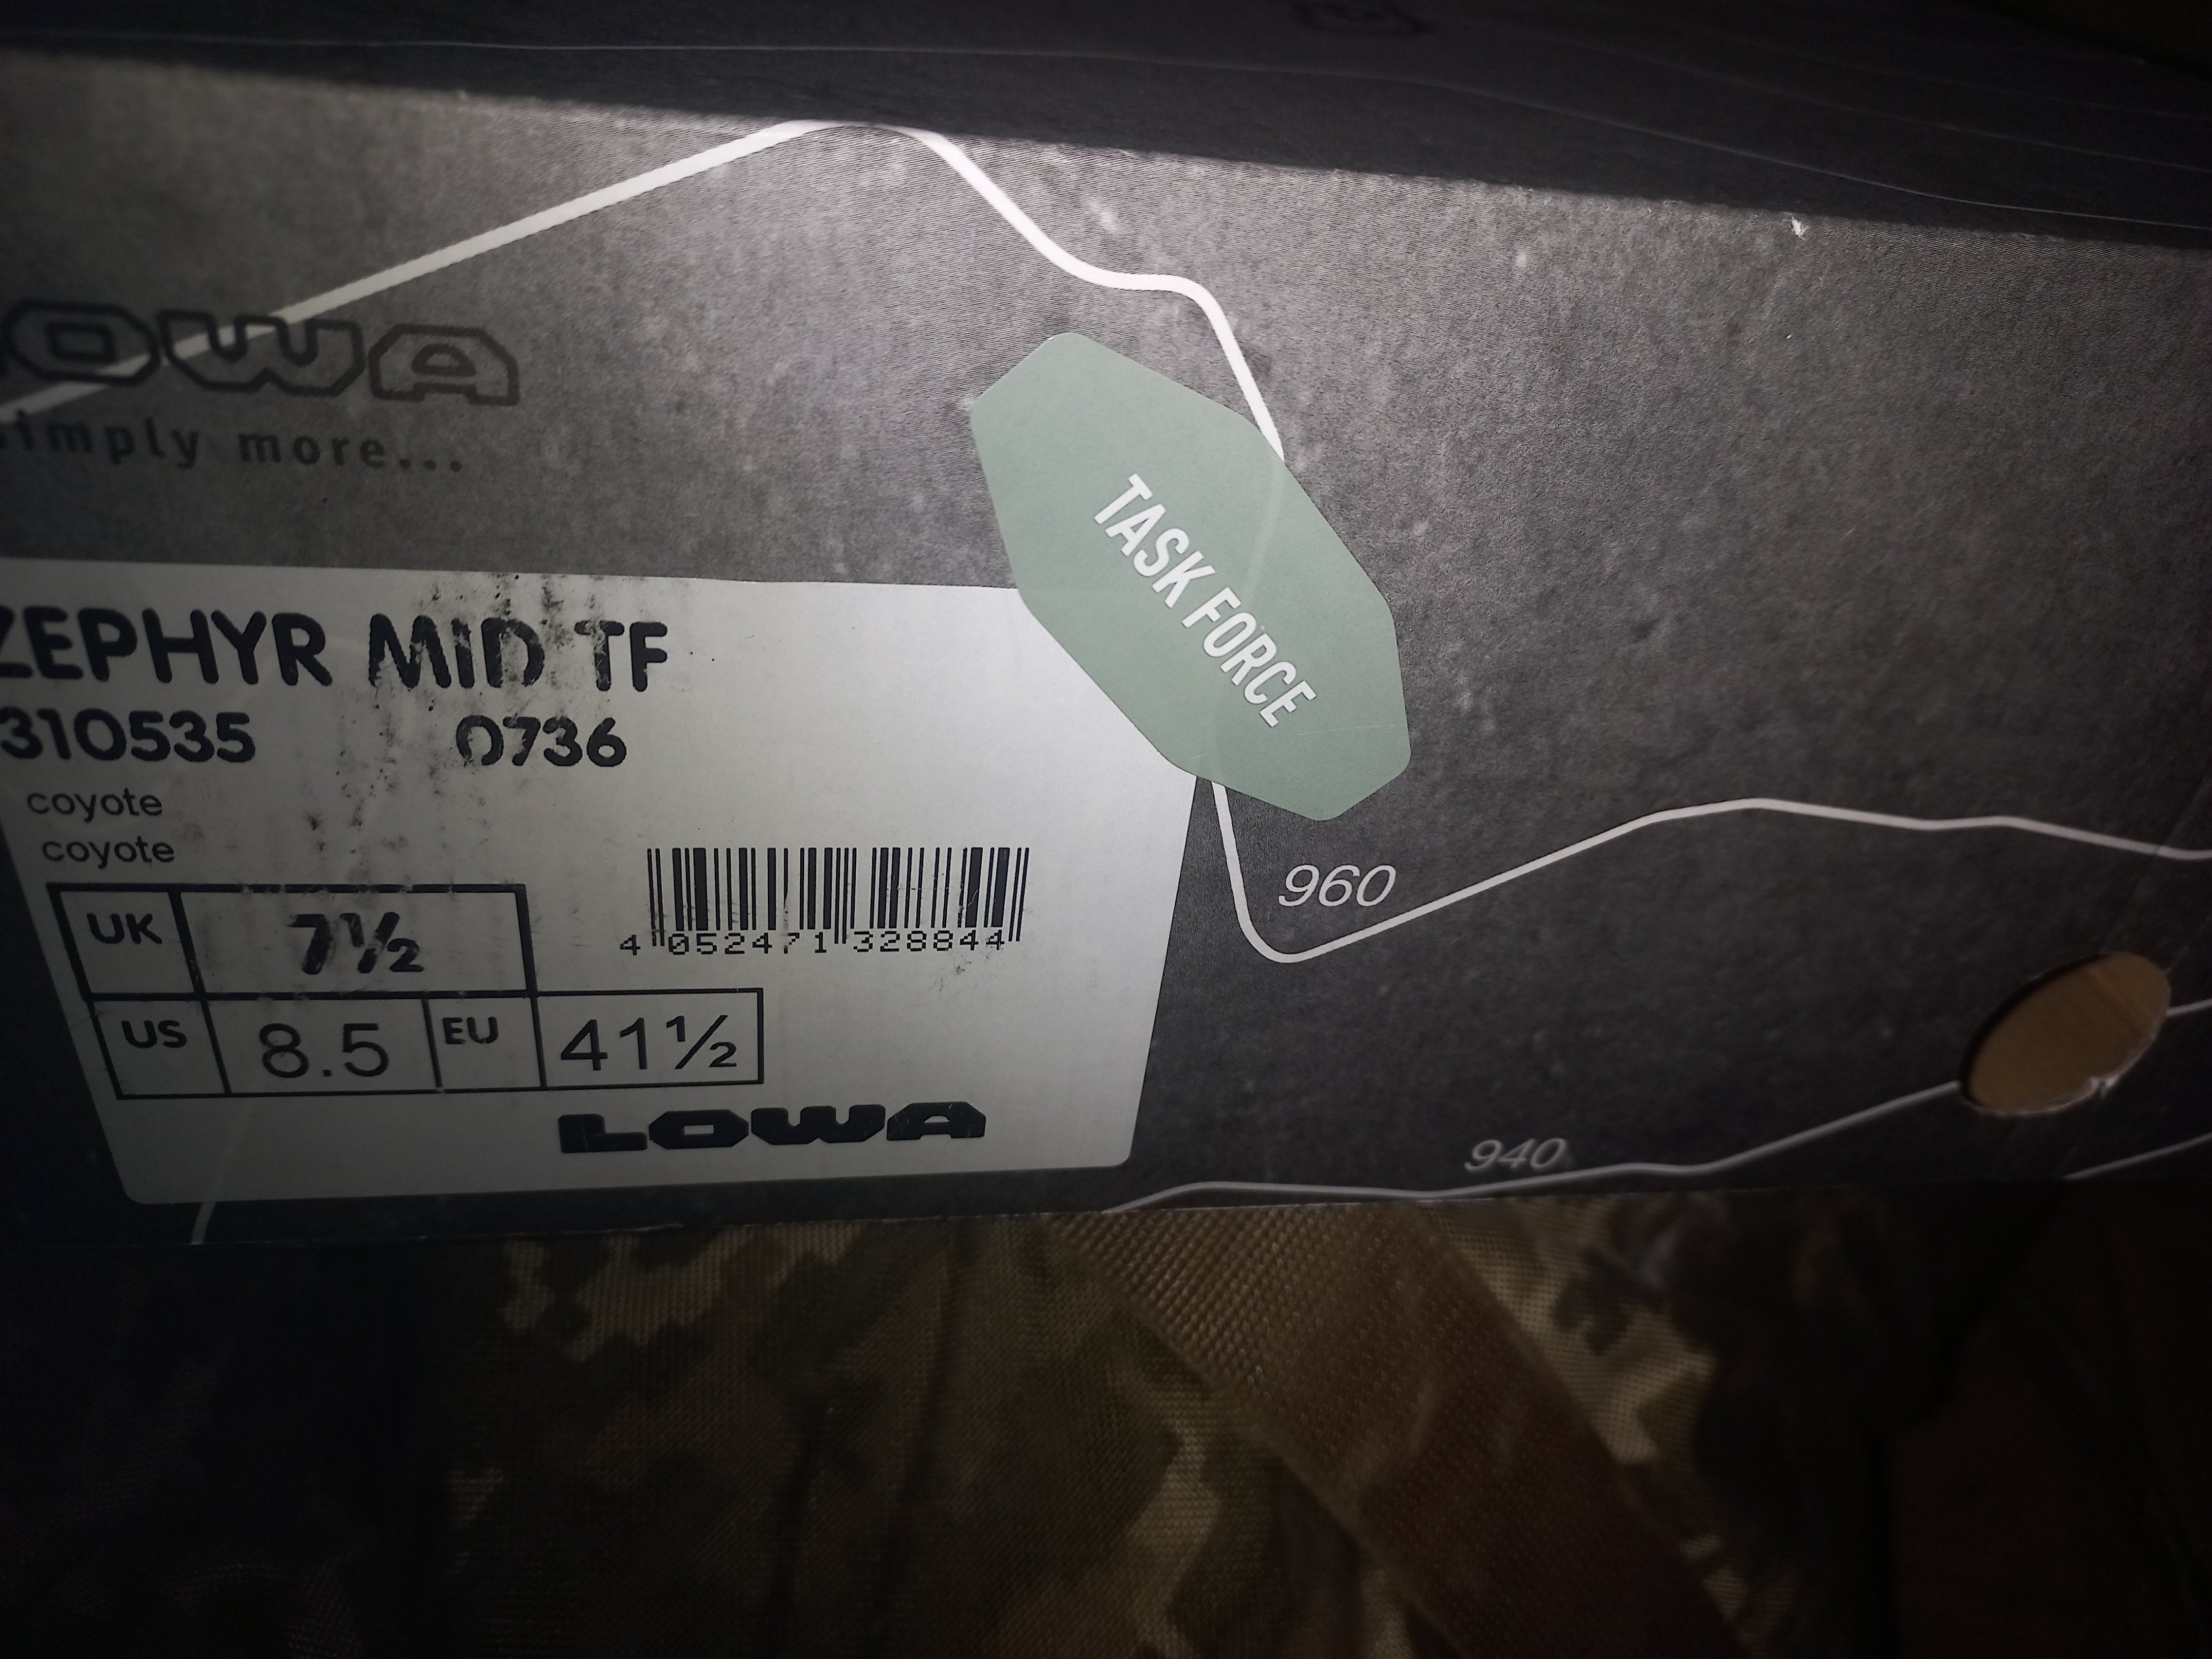 LOWA
simply more...
TASK FORCE
ZEPHYR MID TF
310535 0736
coyote
coyote
UK 7½
4 052471 328844
US 8.5 EU 41½
LOWA
960
940